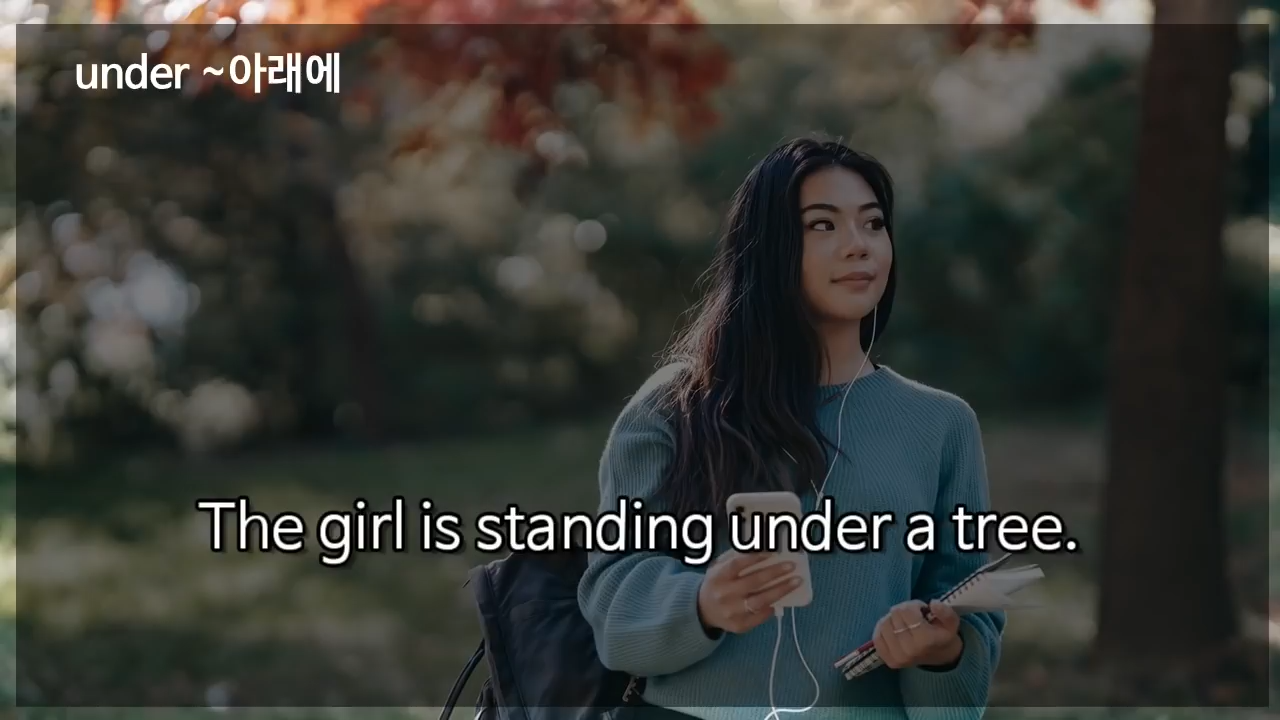 under ~아래에
The girl is standing under a tree.